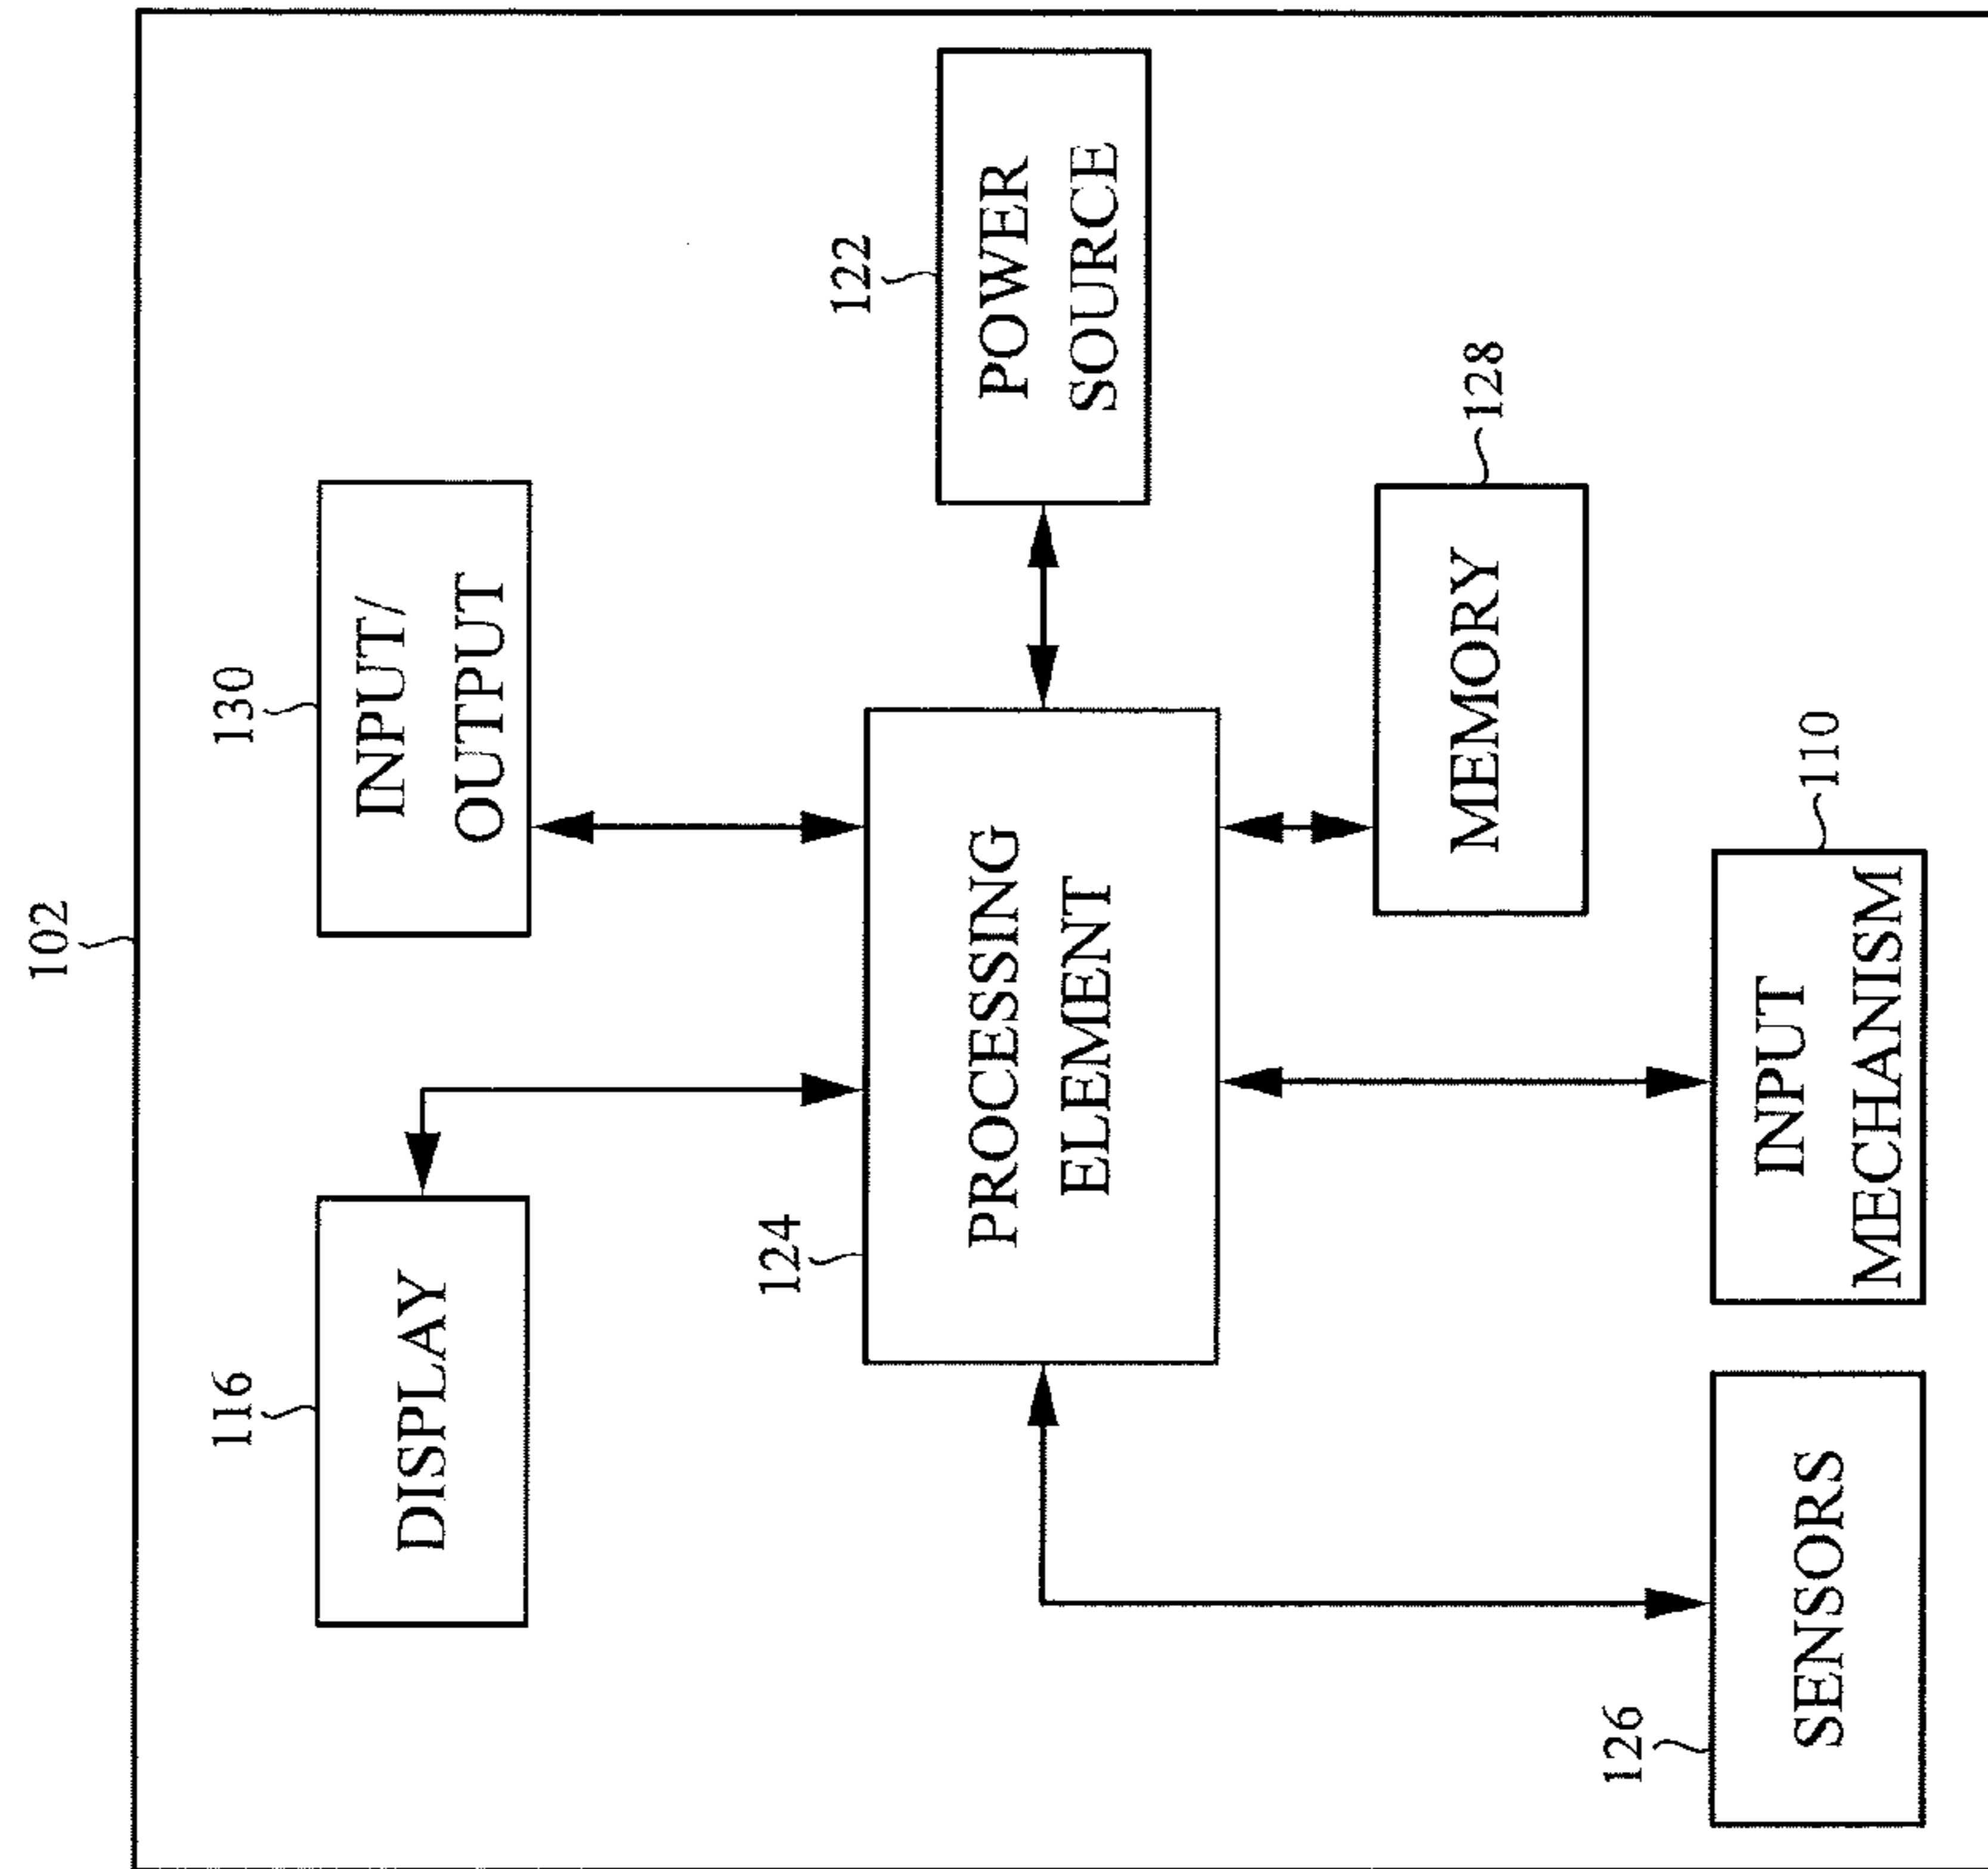 102
116
DISPLAY
130
INPUT/
OUTPUT
124
PROCESSING
ELEMENT
122
POWER
SOURCE
126
SENSORS
110
INPUT
MECHANISM
128
MEMORY